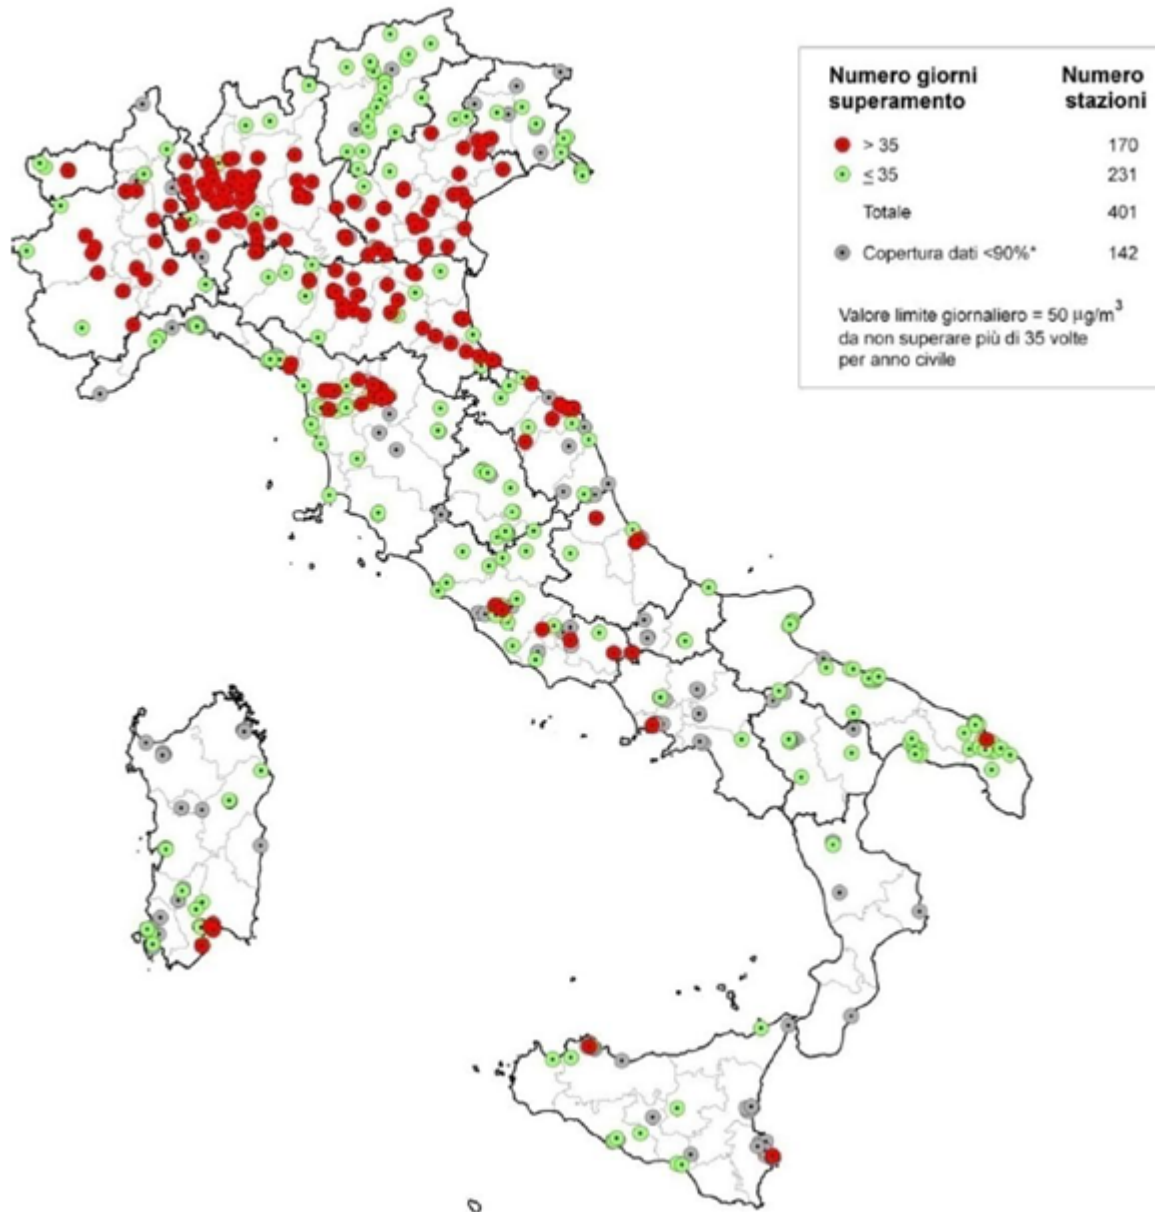 Numero giorni Numero
superamento stazioni
> 35 170
≤ 35 231
Totale 401
Copertura dati <90%* 142
Valore limite giornaliero = 50 µg/m³
da non superare più di 35 volte
per anno civile